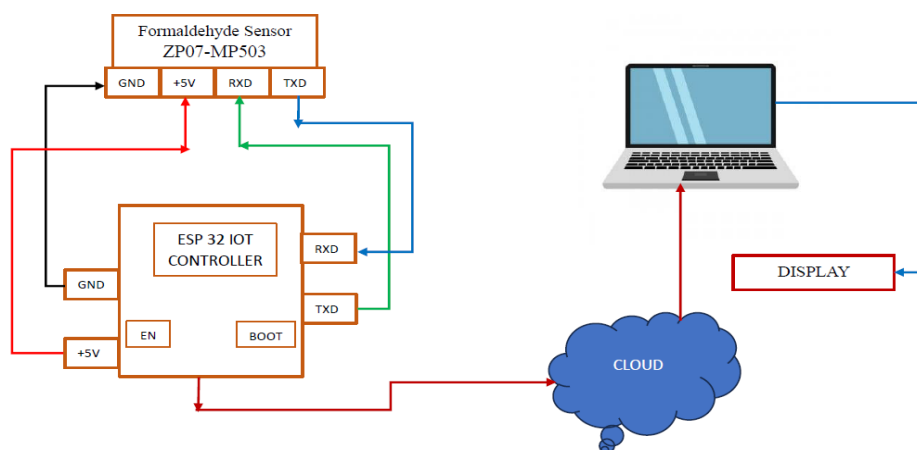 Formaldehyde Sensor
ZP07-MP503
GND +5V RXD TXD
ESP 32 IOT
CONTROLLER
RXD
GND
TXD
EN
BOOT
+5V
DISPLAY
CLOUD